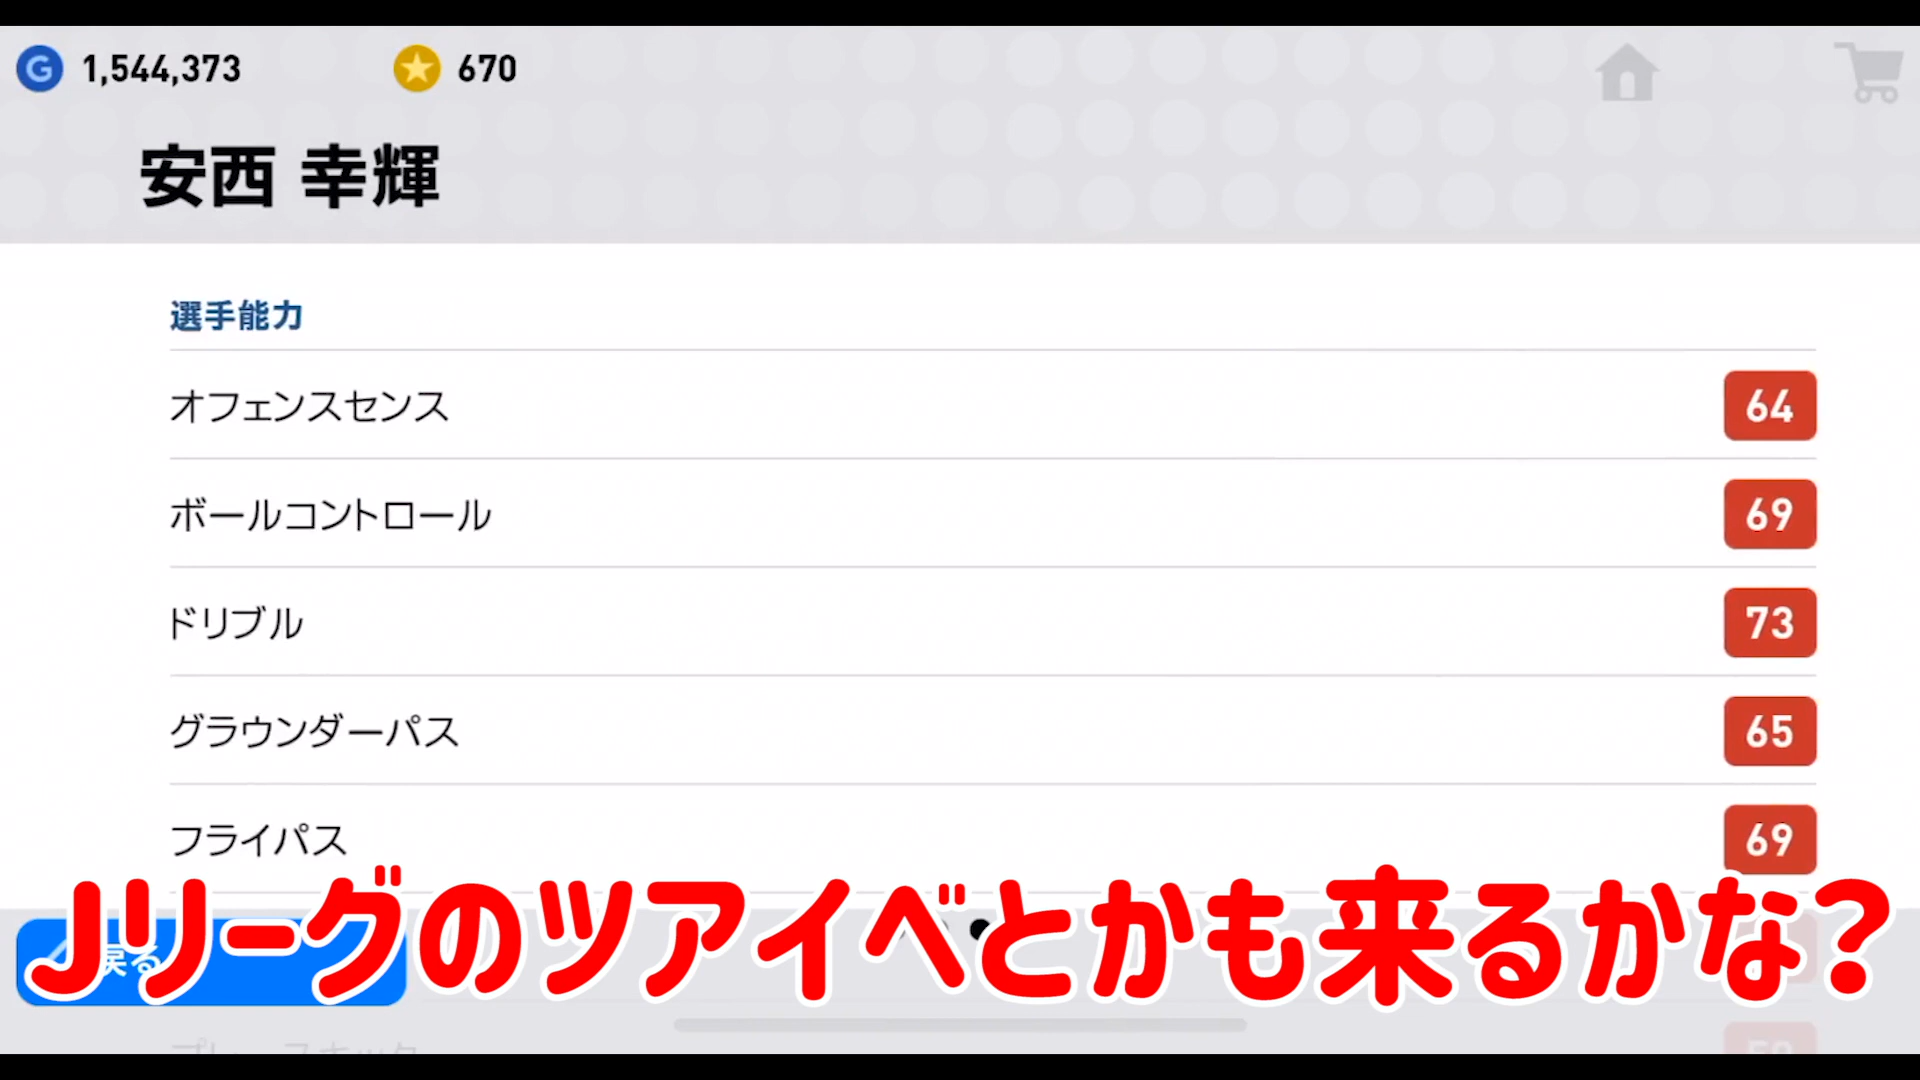 G 1,544,373 670
安西 幸輝
選手能力
オフェンスセンス 64
ボールコントロール 69
ドリブル 73
グラウンダーパス 65
フライパス 69
戻る
Jリーグのツアイベとかも来るかな?